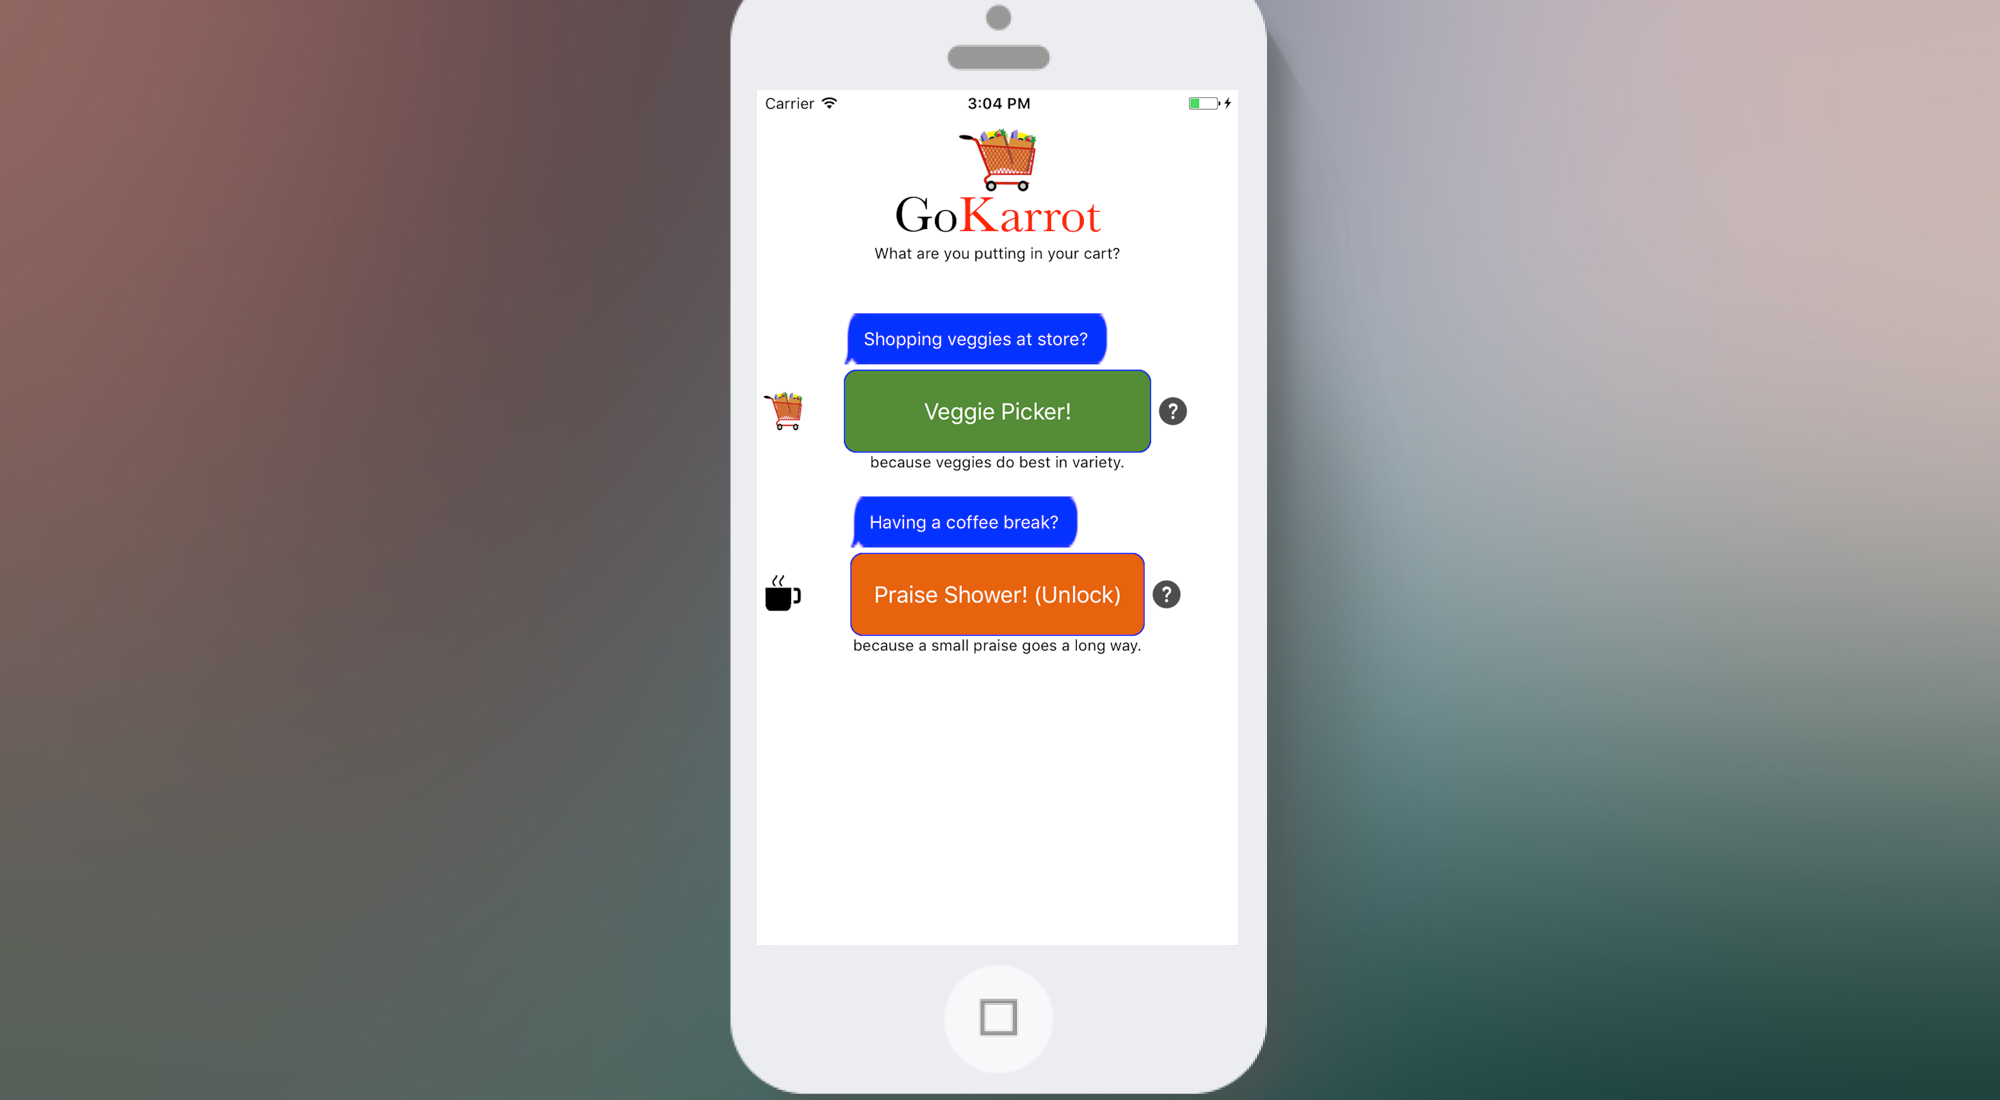 Carrier 3:04 PM
GoKarrot
What are you putting in your cart?
Shopping veggies at store?
Veggie Picker!
?
because veggies do best in variety.
Having a coffee break?
Praise Shower! (Unlock)
?
because a small praise goes a long way.